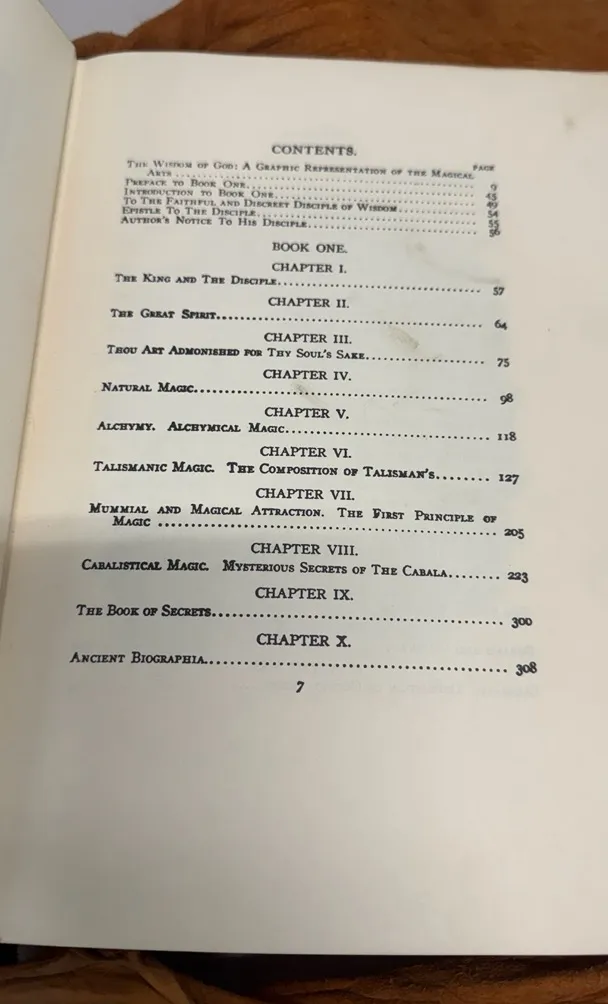 CONTENTS.
PAGE
THE WISDOM OF GOD: A GRAPHIC REPRESENTATION OF THE MAGICAL
ARTS ........................................ 9
PREFACE TO BOOK ONE........................................ 45
INTRODUCTION TO BOOK ONE........................................ 49
TO THE FAITHFUL AND DISCREET DISCIPLE OF WISDOM............... 54
EPISTLE TO THE DISCIPLE........................................ 55
AUTHOR'S NOTICE TO HIS DISCIPLE................................ 56
BOOK ONE.
CHAPTER I.
THE KING AND THE DISCIPLE........................................ 57
CHAPTER II.
THE GREAT SPIRIT........................................ 64
CHAPTER III.
THOU ART ADMONISHED FOR THY SOUL'S SAKE.................... 75
CHAPTER IV.
NATURAL MAGIC........................................ 98
CHAPTER V.
ALCHYMY. ALCHYMICAL MAGIC................................ 118
CHAPTER VI.
TALISMANIC MAGIC. THE COMPOSITION OF TALISMAN'S........ 127
CHAPTER VII.
MUMMIAL AND MAGICAL ATTRACTION. THE FIRST PRINCIPLE OF
MAGIC ........................................ 205
CHAPTER VIII.
CABALISTICAL MAGIC. MYSTERIOUS SECRETS OF THE CABALA........ 223
CHAPTER IX.
THE BOOK OF SECRETS........................................ 300
CHAPTER X.
ANCIENT BIOGRAPHIA........................................ 308
7